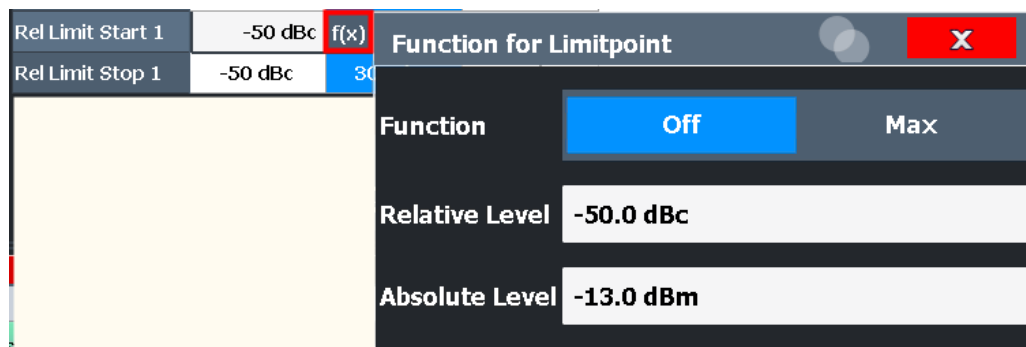 Rel Limit Start 1 -50 dBc f(x) Function for Limitpoint X
Rel Limit Stop 1 -50 dBc 30
Function Off Max
Relative Level -50.0 dBc
Absolute Level -13.0 dBm